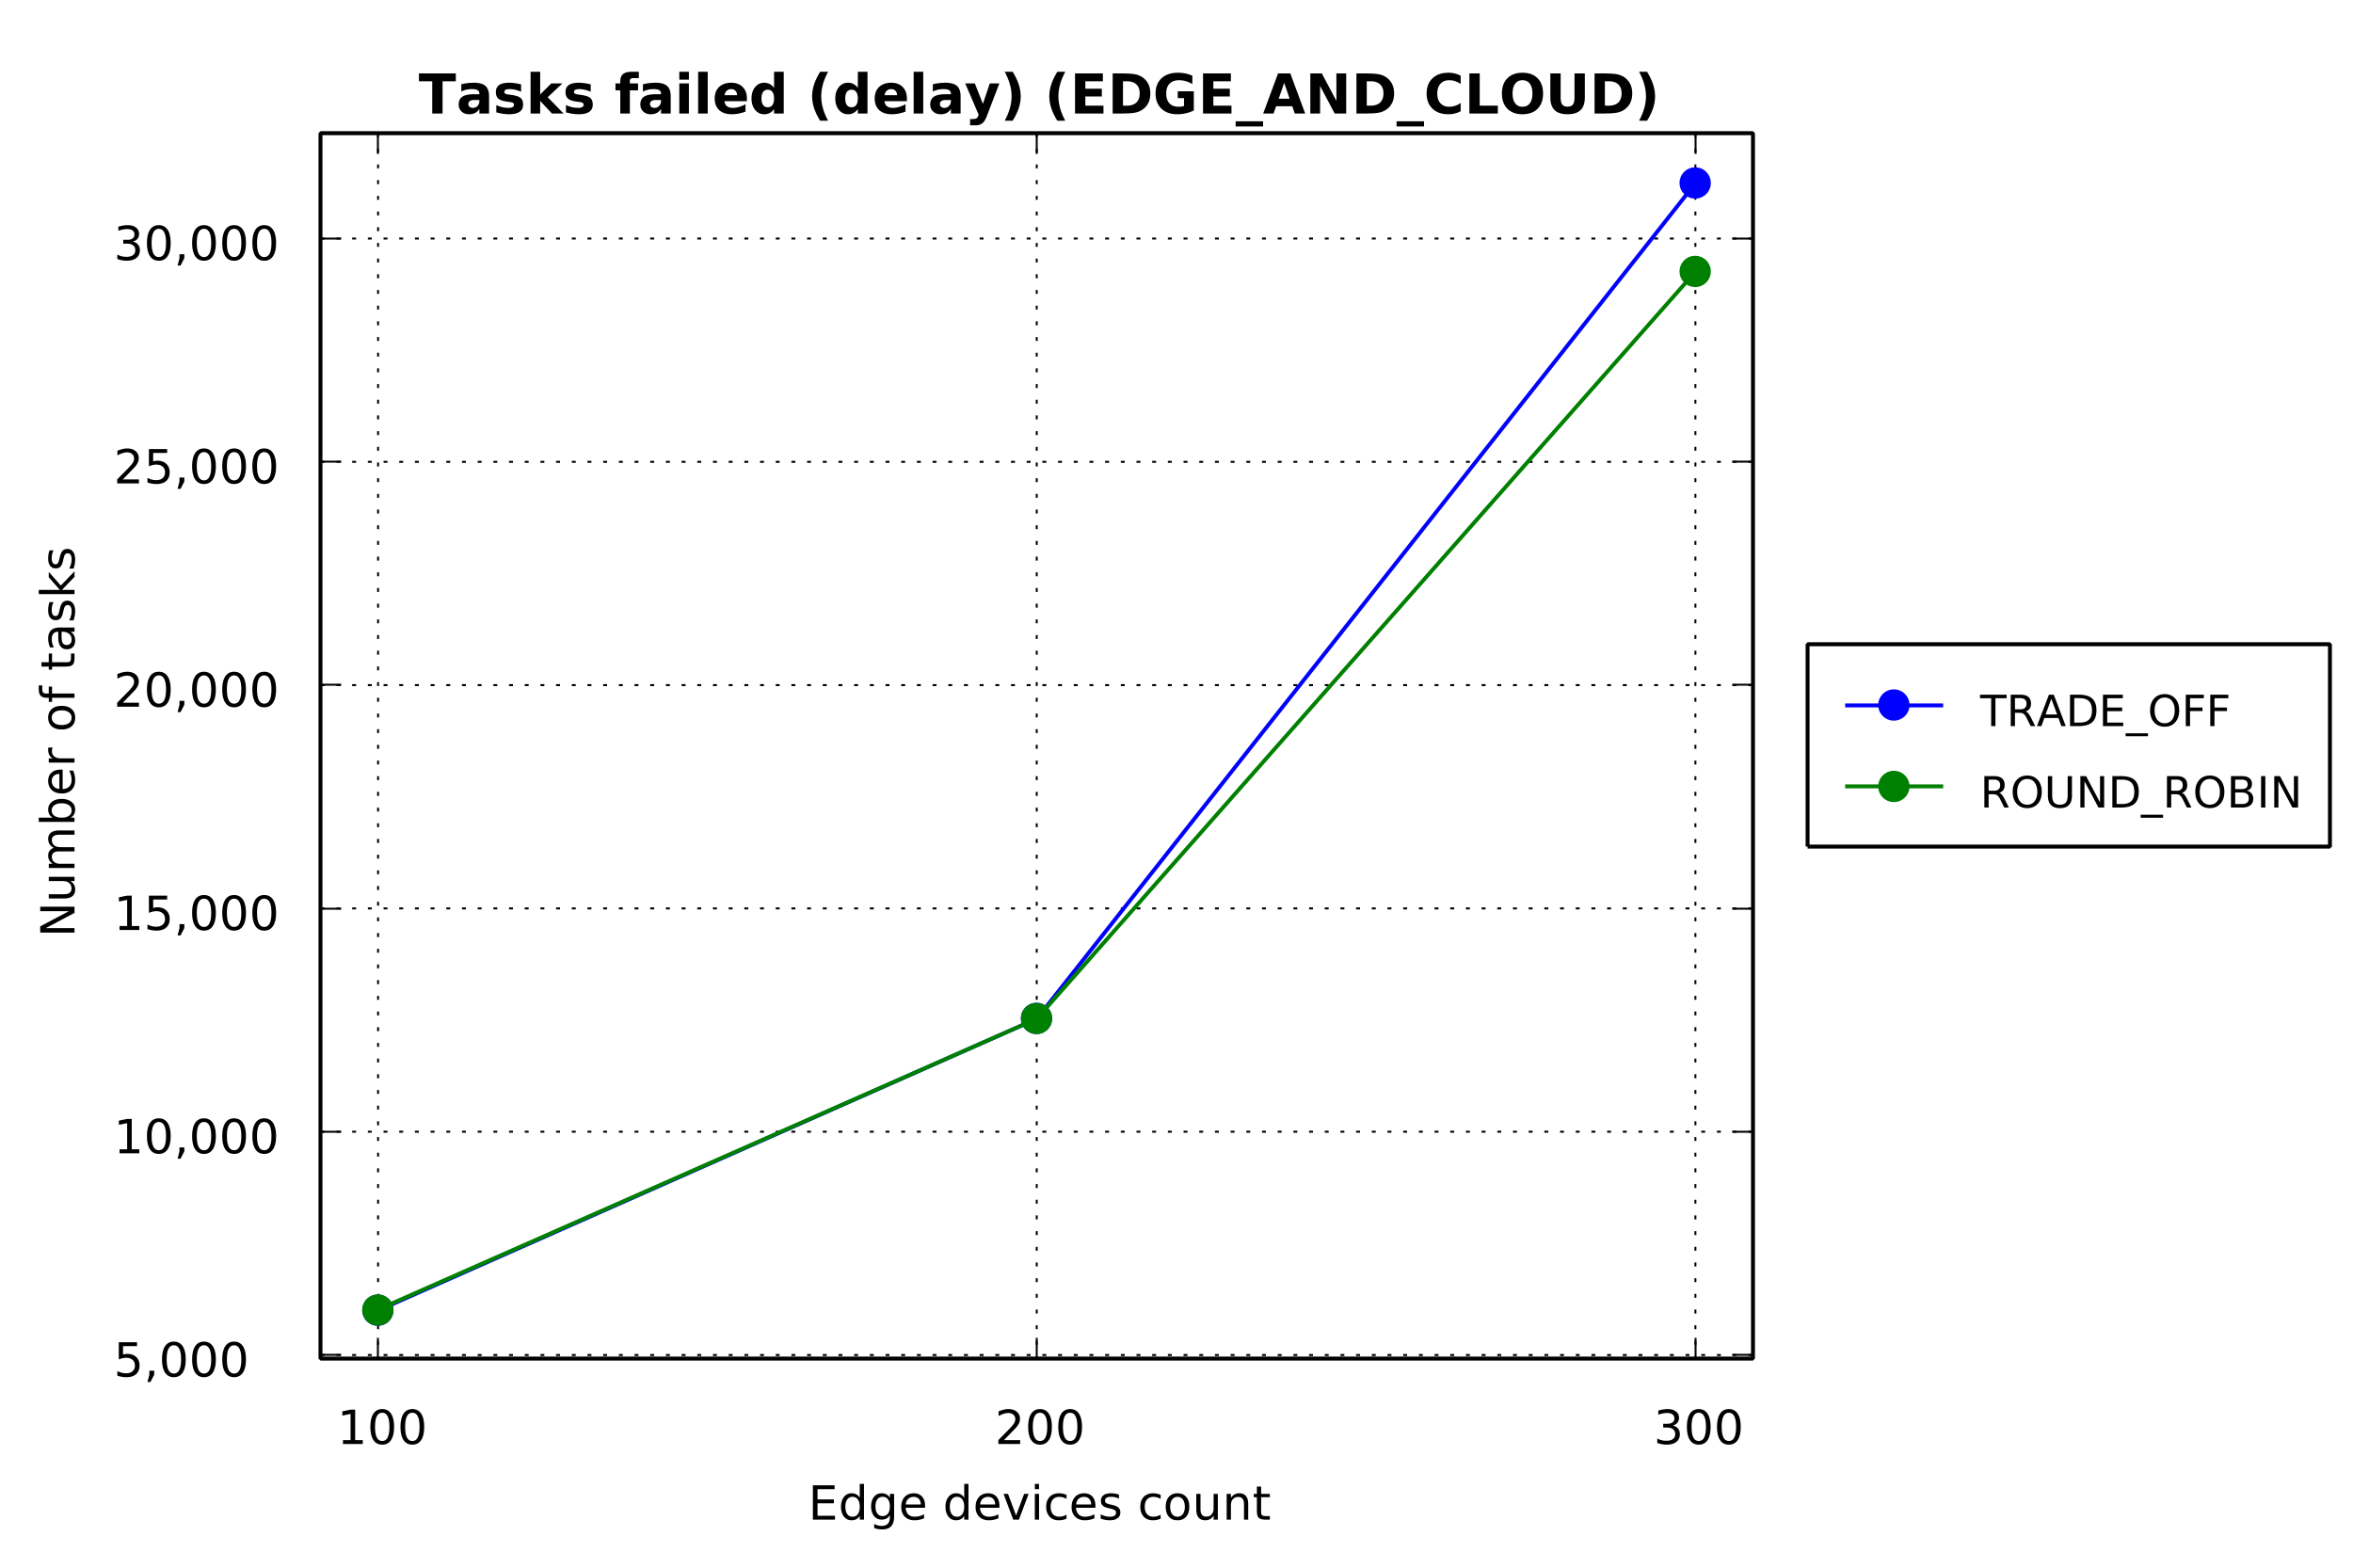 Tasks failed (delay) (EDGE_AND_CLOUD)
30,000
25,000
20,000
15,000
10,000
5,000
Number of tasks
100
200
300
Edge devices count
TRADE_OFF
ROUND_ROBIN